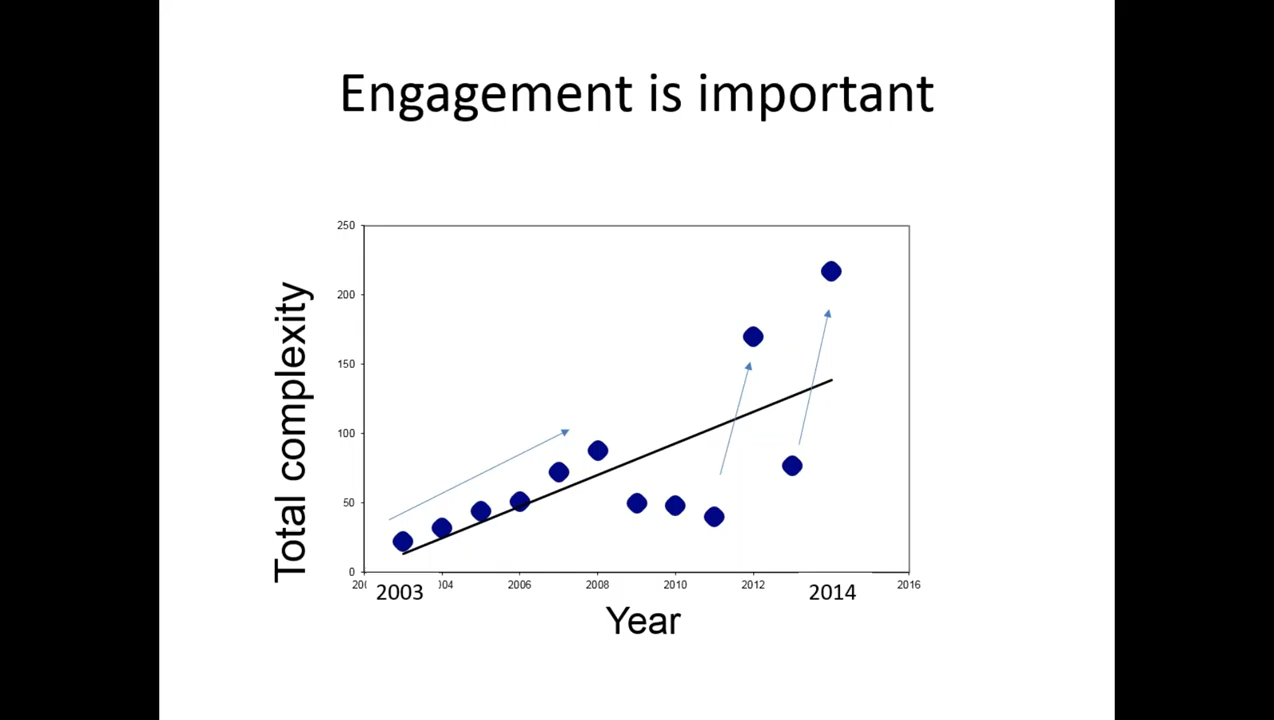 Engagement is important
250
200
150
100
50
0
2006 2008 2010 2012 2016
2003 2014
Total complexity
Year